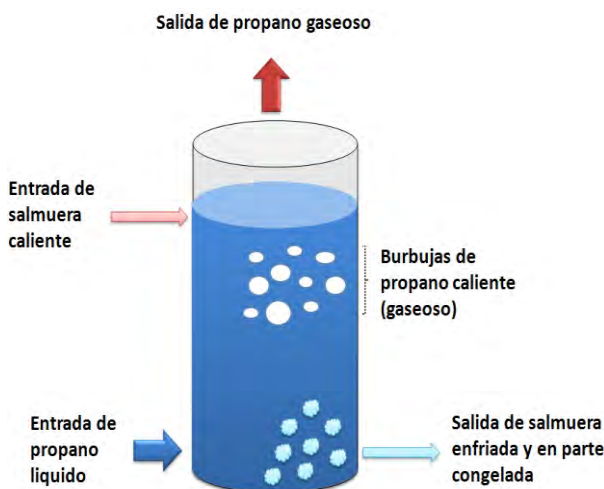 Salida de propano gaseoso
Entrada de
salmuera
caliente
Burbujas de
propano caliente
(gaseoso)
Entrada de
propano
liquido
Salida de salmuera
enfriada y en parte
congelada